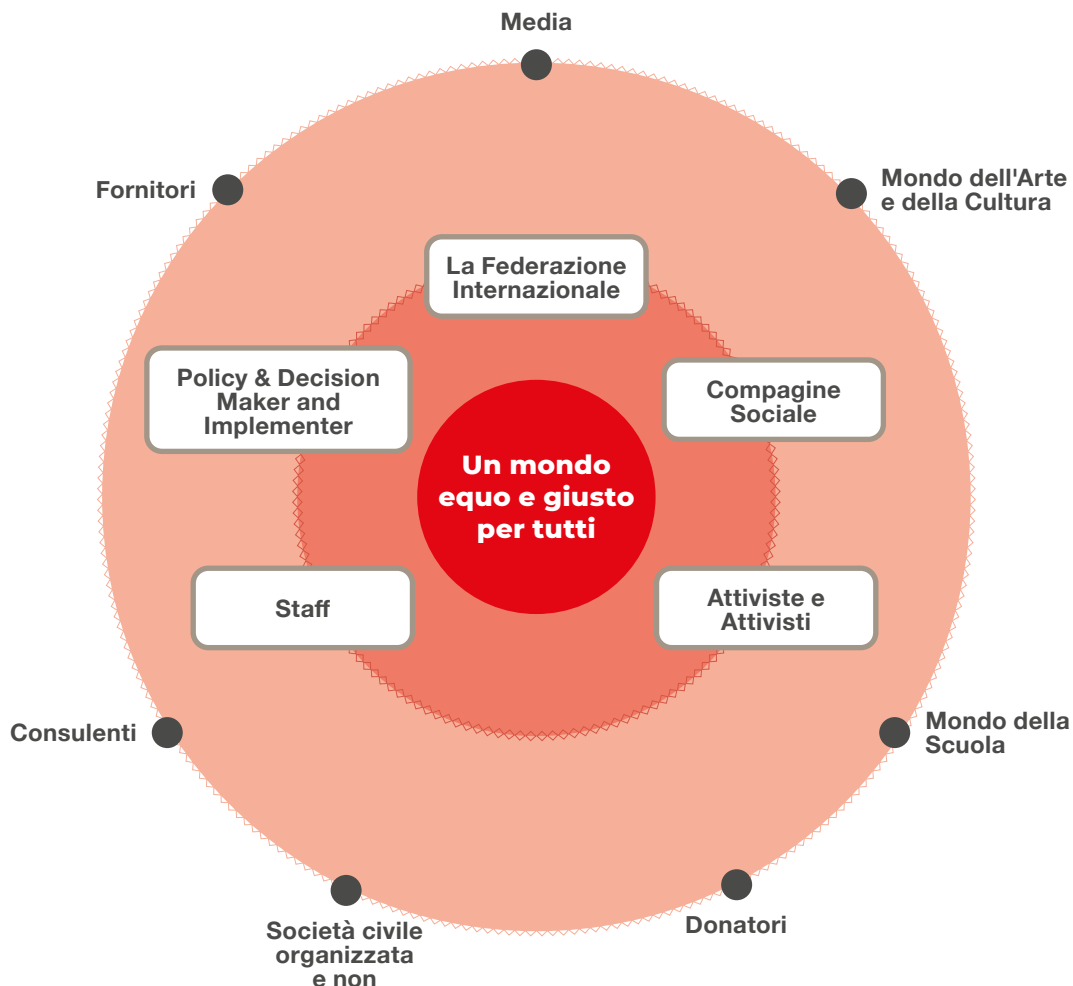 Media
Fornitori
Mondo dell'Arte
e della Cultura
La Federazione
Internazionale
Policy & Decision
Maker and
Implementer
Compagine
Sociale
Un mondo
equo e giusto
per tutti
Staff
Attiviste e
Attivisti
Consulenti
Mondo della
Scuola
Società civile
organizzata
e non
Donatori